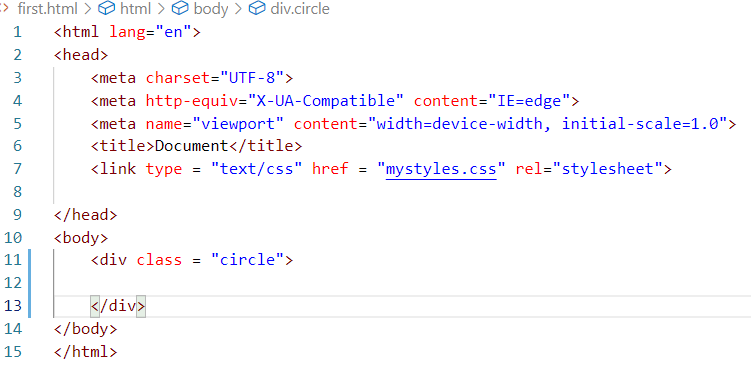 first.html > html > body > div.circle
1 <html lang="en">
2 <head>
3 <meta charset="UTF-8">
4 <meta http-equiv="X-UA-Compatible" content="IE=edge">
5 <meta name="viewport" content="width=device-width, initial-scale=1.0">
6 <title>Document</title>
7 <link type = "text/css" href = "mystyles.css" rel="stylesheet">
8
9 </head>
10 <body>
11 <div class = "circle">
12
13 </div>
14 </body>
15 </html>